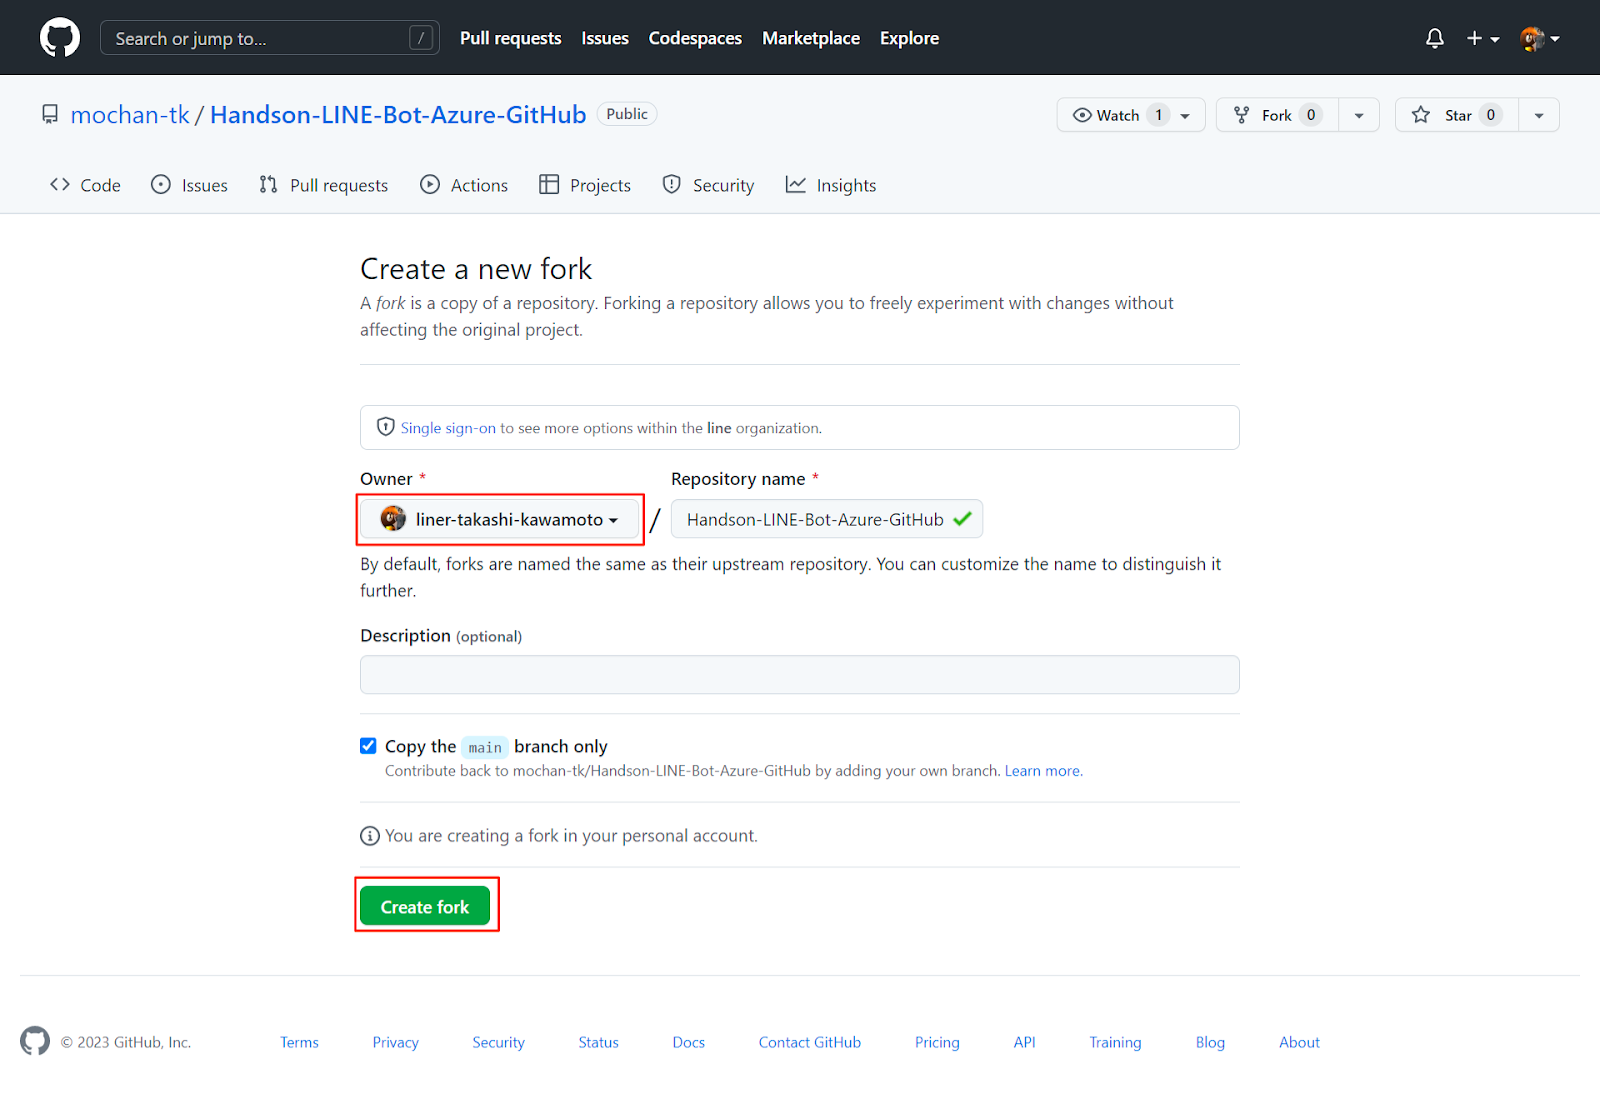 Search or jump to... /
Pull requests Issues Codespaces Marketplace Explore
mochan-tk / Handson-LINE-Bot-Azure-GitHub Public
Watch 1 Fork 0 Star 0
Code Issues Pull requests Actions Projects Security Insights
Create a new fork
A fork is a copy of a repository. Forking a repository allows you to freely experiment with changes without
affecting the original project.
Single sign-on to see more options within the line organization.
Owner * Repository name *
liner-takashi-kawamoto / Handson-LINE-Bot-Azure-GitHub
By default, forks are named the same as their upstream repository. You can customize the name to distinguish it
further.
Description (optional)
Copy the main branch only
Contribute back to mochan-tk/Handson-LINE-Bot-Azure-GitHub by adding your own branch. Learn more.
You are creating a fork in your personal account.
Create fork
© 2023 GitHub, Inc. Terms Privacy Security Status Docs Contact GitHub Pricing API Training Blog About